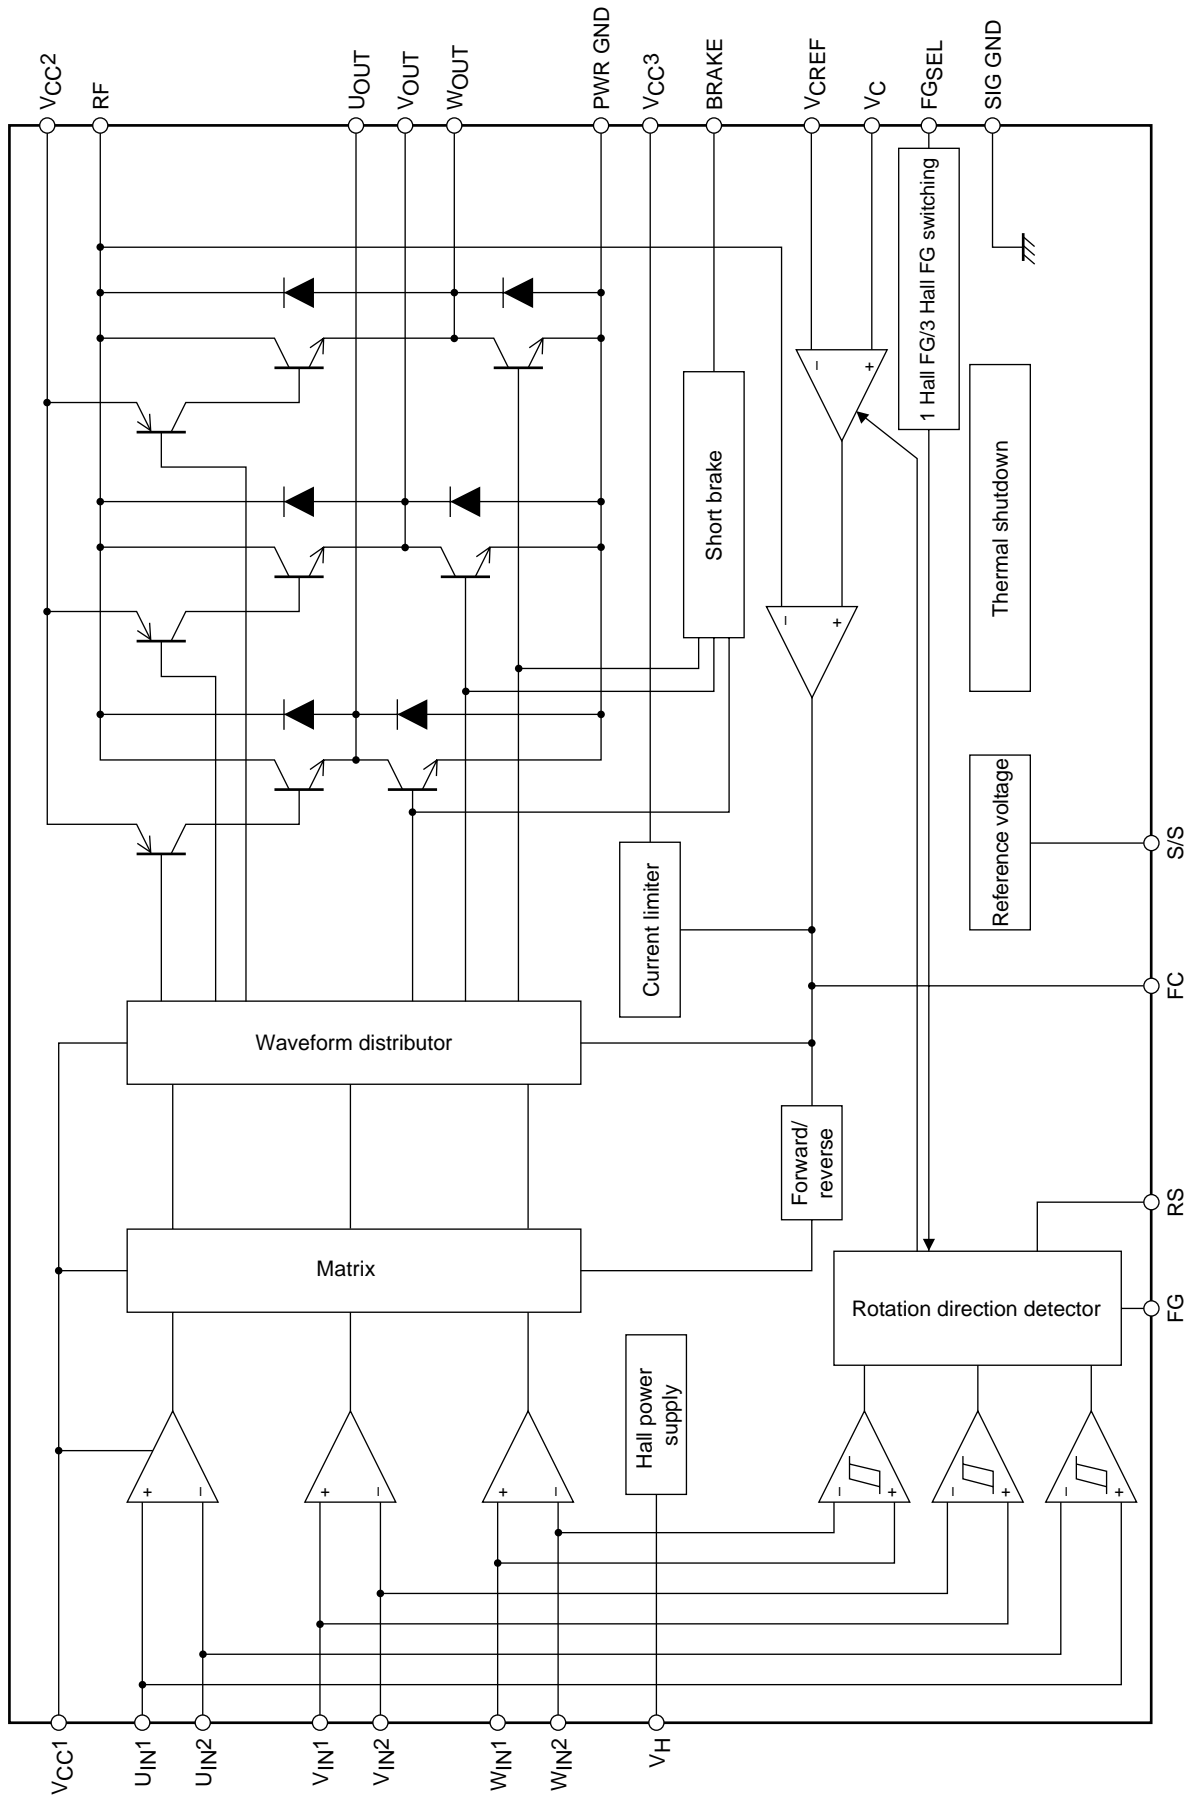 VCC2
RF
UOUT
VOUT
WOUT
PWR GND
VCC3
BRAKE
VCREF
VC
FGSEL
SIG GND
1 Hall FG/3 Hall FG switching
−
+
Short brake
Thermal shutdown
−
+
Reference voltage
S/S
Current limiter
FC
Waveform distributor
Forward/
reverse
RS
Matrix
Rotation direction detector
FG
Hall power
supply
+
−
+
−
+
−
−
+
−
+
−
+
VCC1
UIN1
UIN2
VIN1
VIN2
WIN1
WIN2
VH